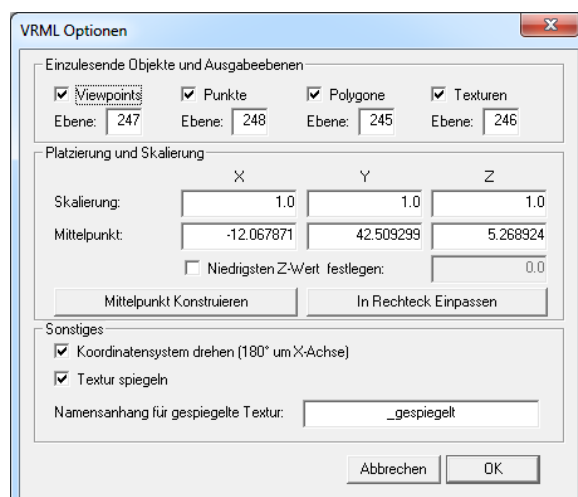 VRML Optionen
Einzulesende Objekte und Ausgabeebenen
Viewpoints Punkte Polygone Texturen
Ebene: 247 Ebene: 248 Ebene: 245 Ebene: 246
Platzierung und Skalierung
X Y Z
Skalierung: 1.0 1.0 1.0
Mittelpunkt: -12.067871 42.509299 5.268924
Niedrigsten Z-Wert festlegen: 0.0
Mittelpunkt Konstruieren In Rechteck Einpassen
Sonstiges
Koordinatensystem drehen (180° um X-Achse)
Textur spiegeln
Namensanhang für gespiegelte Textur: _gespiegelt
Abbrechen OK